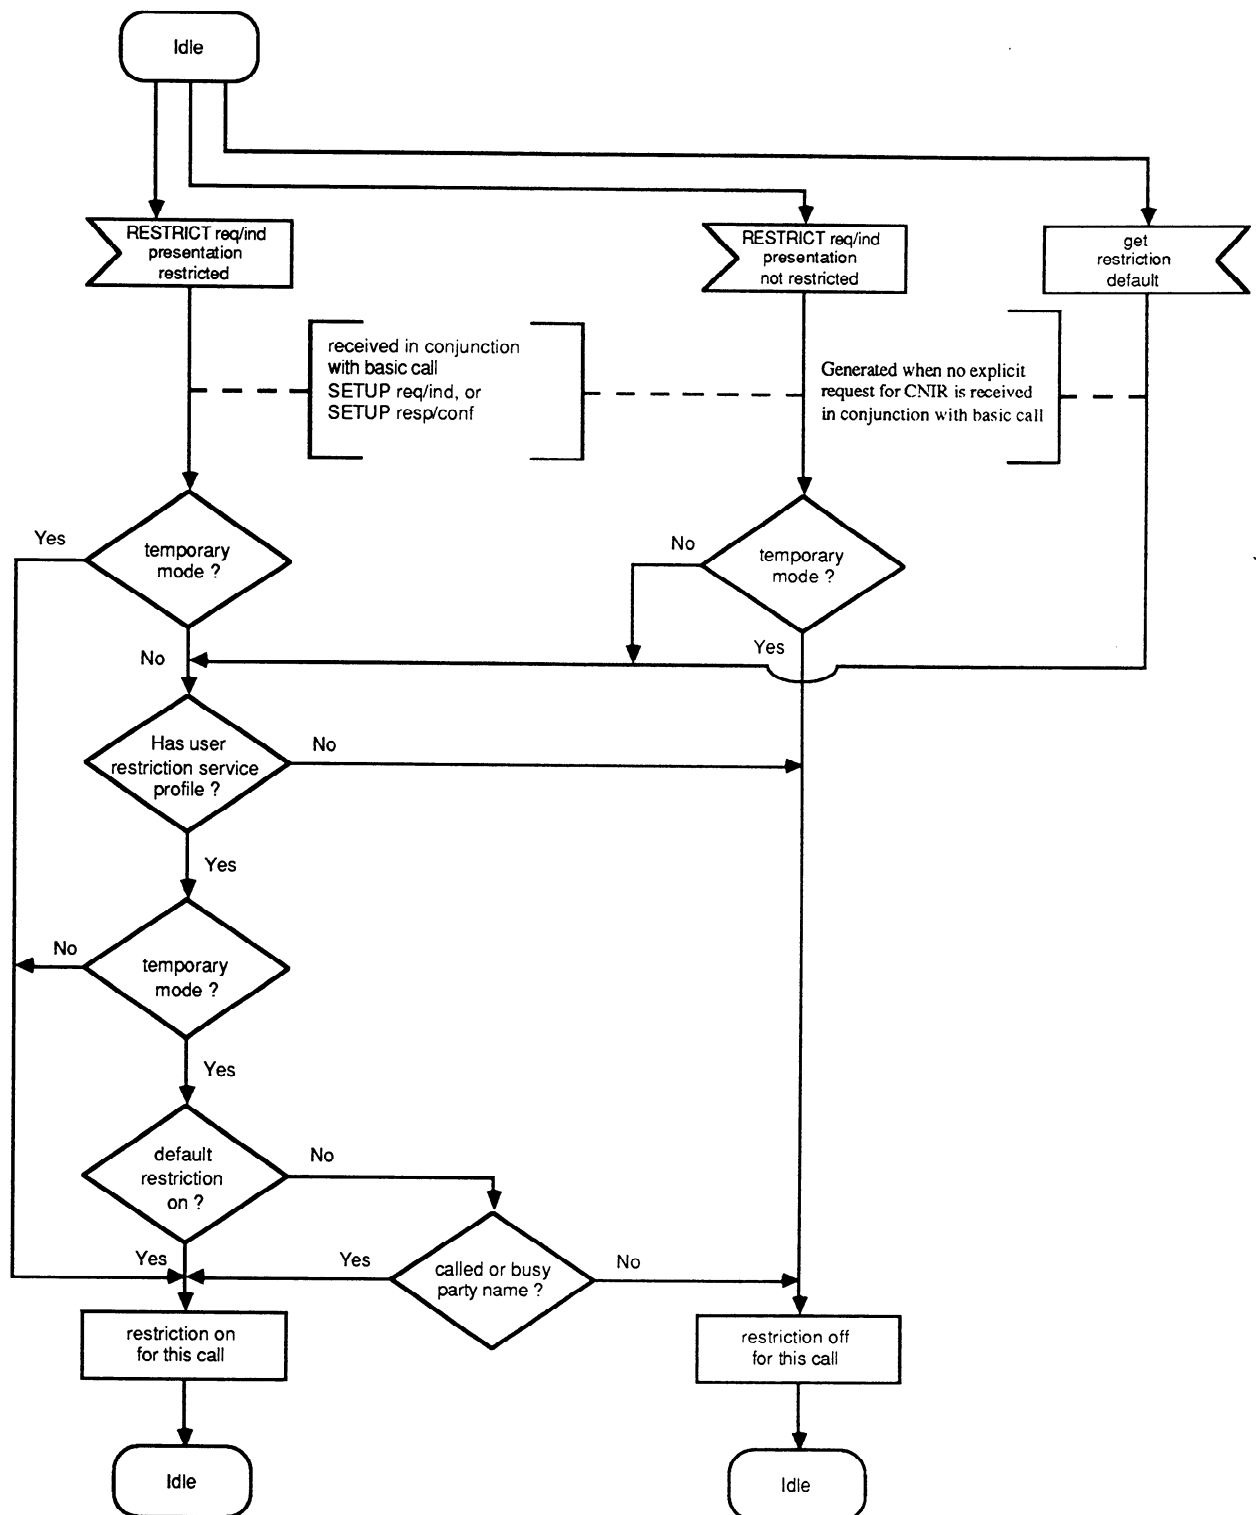 Idle
RESTRICT req/ind
presentation
restricted
RESTRICT req/ind
presentation
not restricted
get
restriction
default
received in conjunction
with basic call
SETUP req/ind, or
SETUP resp/conf
Generated when no explicit
request for CNIR is received
in conjunction with basic call
Yes
temporary
mode ?
No
temporary
mode ?
No
Yes
Has user
restriction service
profile ?
No
Yes
No
temporary
mode ?
Yes
default
restriction
on ?
No
Yes
Yes
called or busy
party name ?
No
restriction on
for this call
restriction off
for this call
Idle
Idle